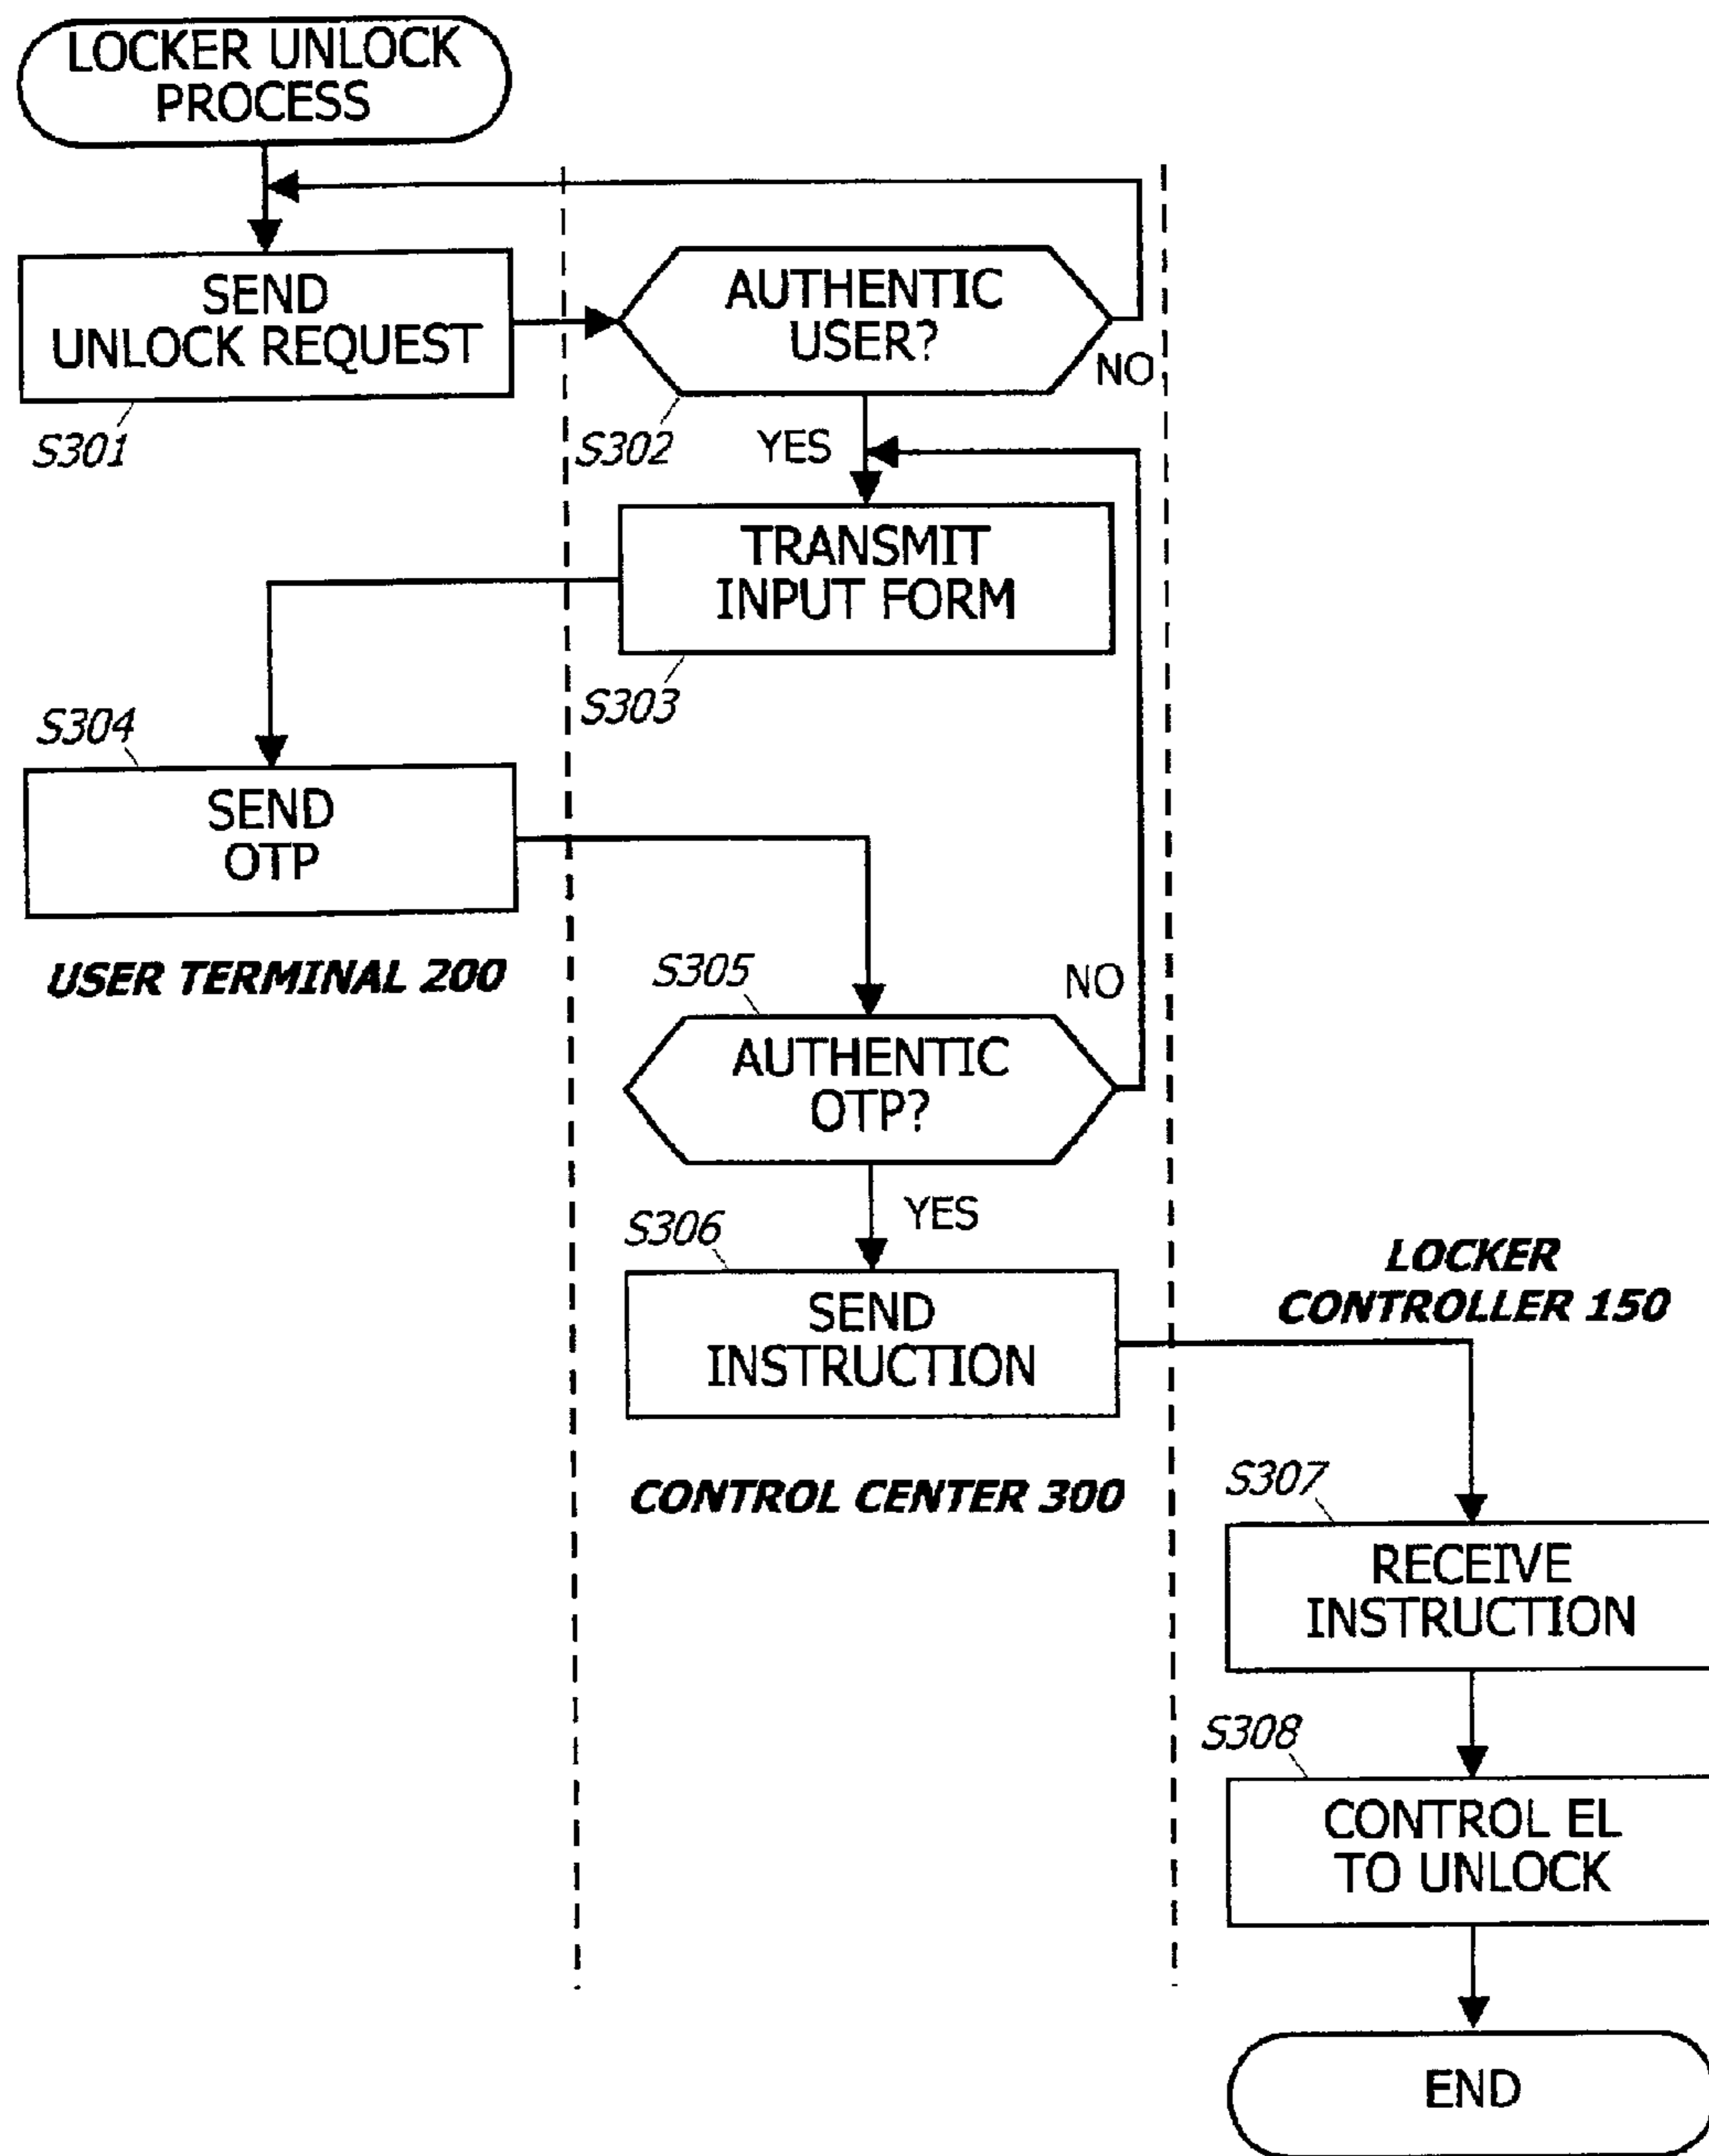 LOCKER UNLOCK
PROCESS
SEND
UNLOCK REQUEST
S301
AUTHENTIC
USER?
NO
S302
YES
TRANSMIT
INPUT FORM
S303
S304
SEND
OTP
USER TERMINAL 200
S305
NO
AUTHENTIC
OTP?
YES
S306
SEND
INSTRUCTION
CONTROL CENTER 300
LOCKER
CONTROLLER 150
S307
RECEIVE
INSTRUCTION
S308
CONTROL EL
TO UNLOCK
END